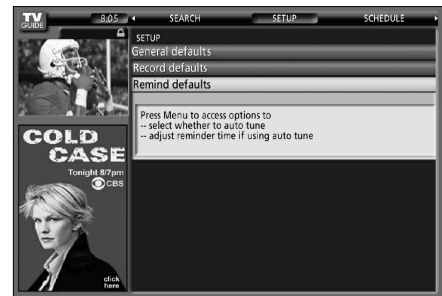 TV
GUIDE
8:05
SEARCH
SETUP
SCHEDULE
SETUP
General defaults
Record defaults
Remind defaults
Press Menu to access options to
-- select whether to auto tune
-- adjust reminder time if using auto tune
COLD
CASE
Tonight 8/7pm
CBS
click
here